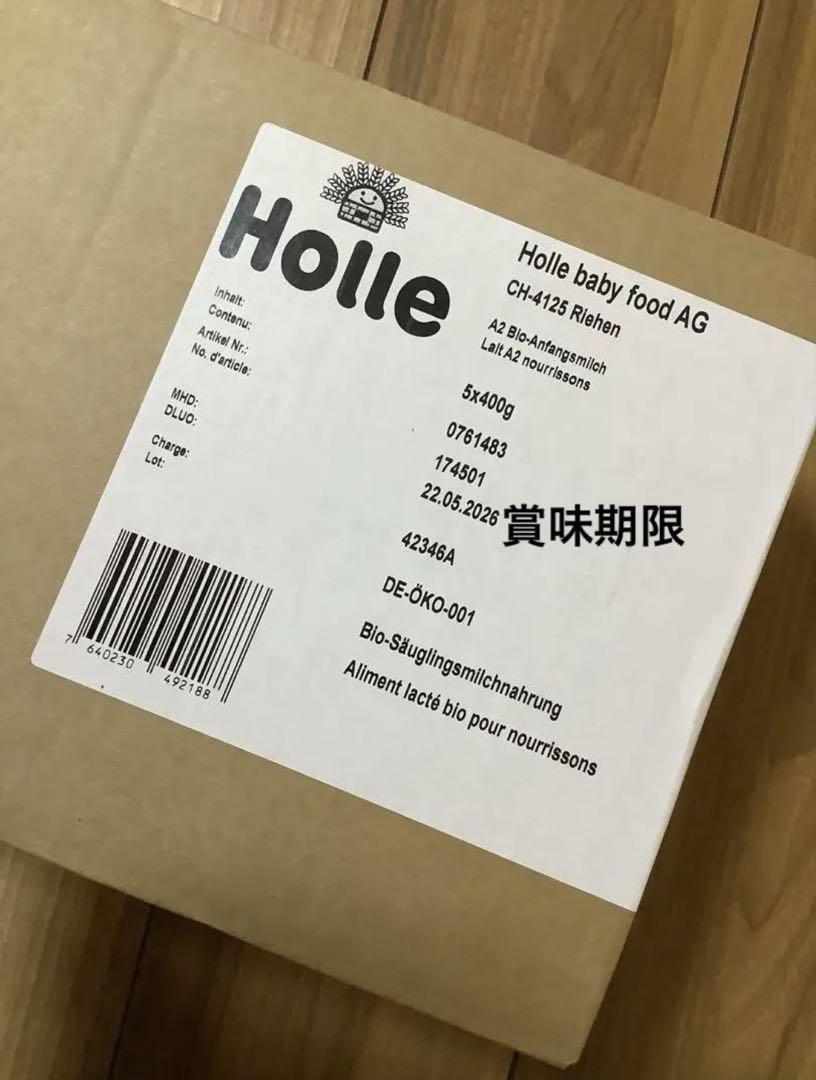 Holle
Holle baby food AG
CH-4125 Riehen
A2 Bio-Anfangsmilch
Lait A2 nourrissons
Inhalt:
Contenu:
5x400g
Artikel Nr.:
No. d'article:
0761483
174501
MHD:
DLUO:
22.05.2026 賞味期限
Charge:
Lot:
42346A
DE-ÖKO-001
Bio-Säuglingsmilchnahrung
Aliment lacté bio pour nourrissons
7 640230 492188